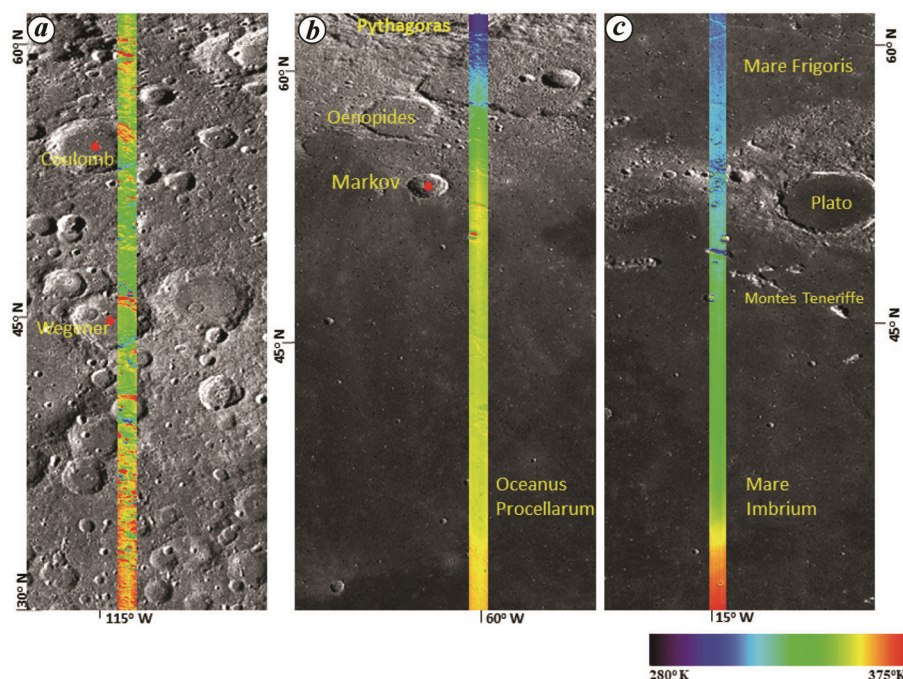 a
60° N
Coulomb
45° N
Wegener
30° N
115° W
b
Pythagoras
60° N
Oenopides
Markov
45° N
Oceanus
Procellarum
60° W
c
60° N
Mare Frigoris
Plato
Montes Teneriffe
45° N
Mare
Imbrium
15° W
280°K
375°K